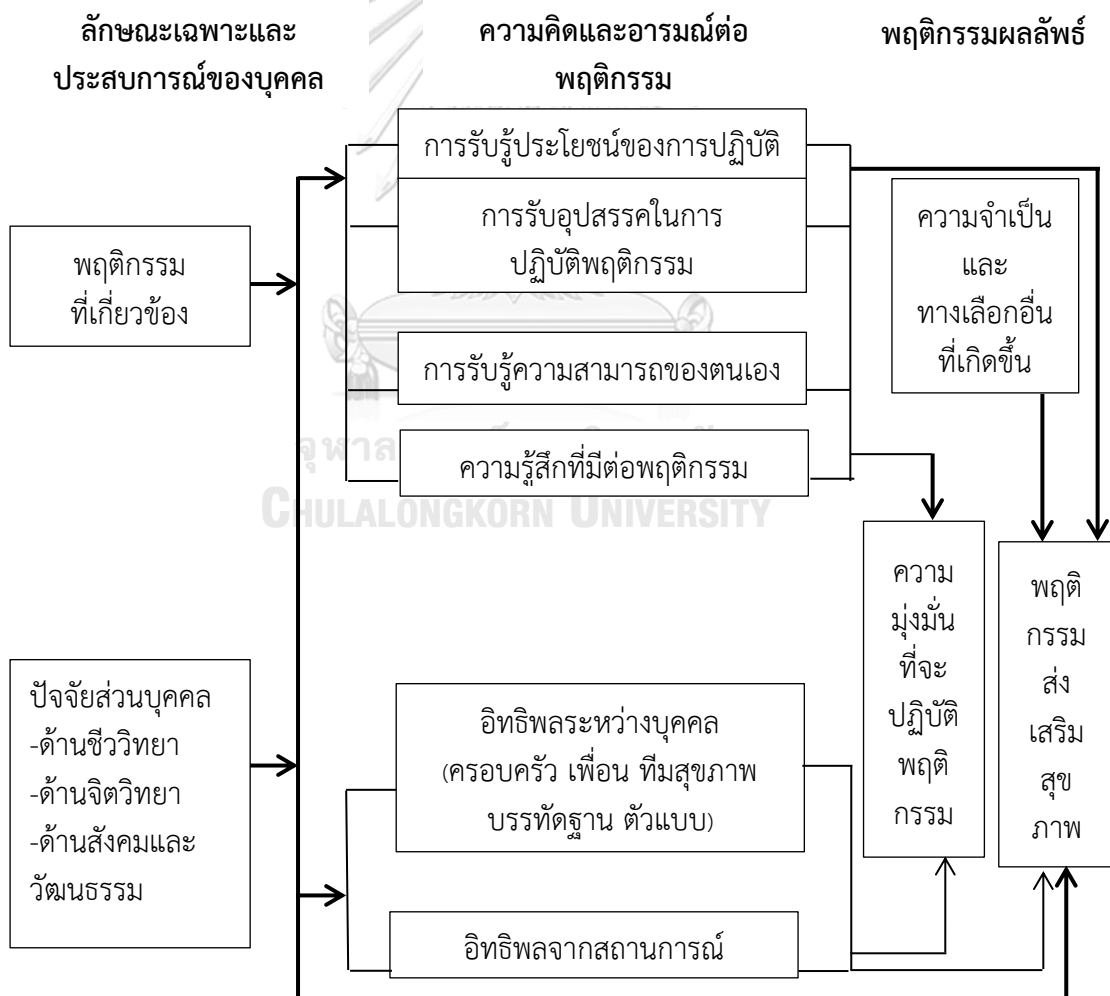 ลักษณะเฉพาะและ
ประสบการณ์ของบุคคล
ความคิดและอารมณ์ต่อ
พฤติกรรม
พฤติกรรมผลลัพธ์
การรับรู้ประโยชน์ของการปฏิบัติ
การรับอุปสรรคในการ
ปฏิบัติพฤติกรรม
ความจำเป็น
และ
ทางเลือกอื่น
ที่เกิดขึ้น
พฤติกรรม
ที่เกี่ยวข้อง
การรับรู้ความสามารถของตนเอง
ความรู้สึกที่มีต่อพฤติกรรม
CHULALONGKORN UNIVERSITY
ความ
มุ่งมั่น
ที่จะ
ปฏิบัติ
พฤติ
กรรม
พฤติ
กรรม
ส่ง
เสริม
สุข
ภาพ
ปัจจัยส่วนบุคคล
-ด้านชีววิทยา
-ด้านจิตวิทยา
-ด้านสังคมและ
วัฒนธรรม
อิทธิพลระหว่างบุคคล
(ครอบครัว เพื่อน ทีมสุขภาพ
บรรทัดฐาน ตัวแบบ)
อิทธิพลจากสถานการณ์